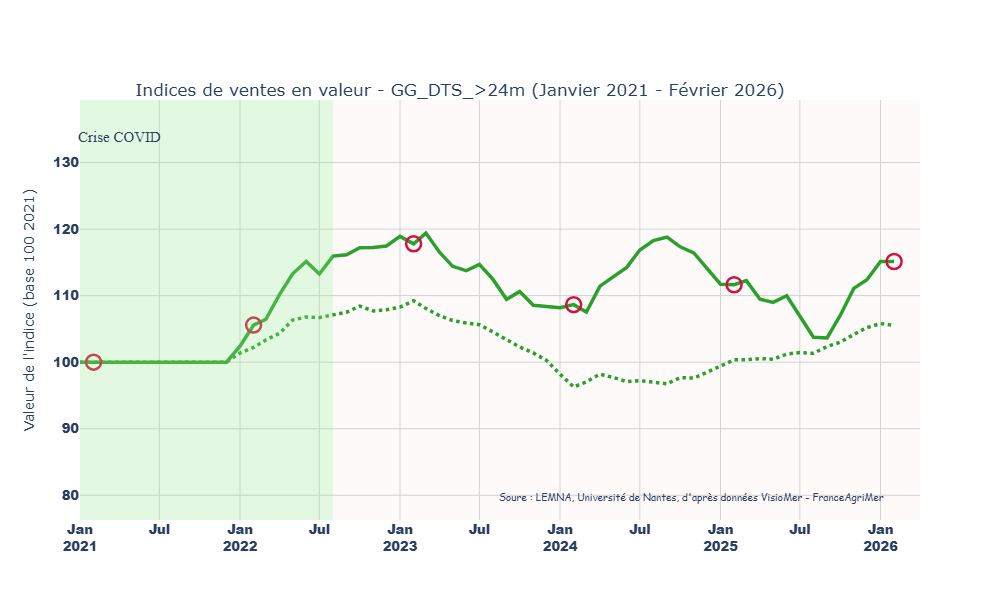 Indices de ventes en valeur - GG_DTS_>24m (Janvier 2021 - Février 2026)
Crise COVID
Valeur de l'indice (base 100 2021)
130
120
110
100
90
80
Soure : LEMNA, Université de Nantes, d'après données VisioMer - FranceAgriMer
Jan Jul Jan Jul Jan Jul Jan Jul Jan Jul Jan
2021 2022 2023 2024 2025 2026